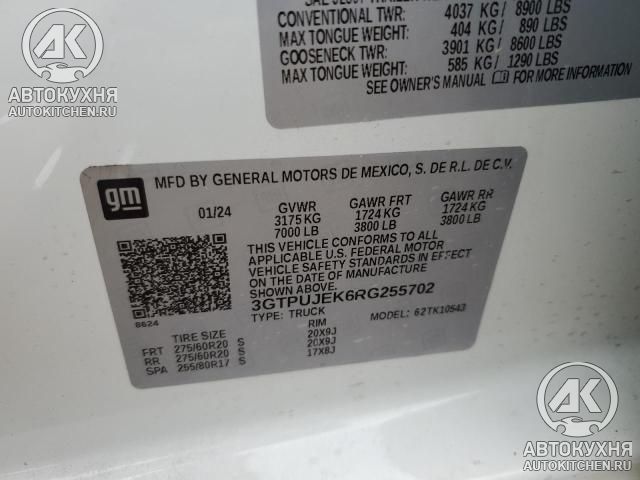 CONVENTIONAL TWR: 4037 KG/ 8900 LBS
MAX TONGUE WEIGHT: 404 KG / 890 LBS
GOOSENECK TWR: 3901 KG / 8600 LBS
MAX TONGUE WEIGHT: 585 KG / 1290 LBS
SEE OWNER'S MANUAL FOR MORE INFORMATION
AK
АВТОКУХНЯ
AUTOKITCHEN.RU
gm
MFD BY GENERAL MOTORS DE MEXICO, S. DE R.L. DE C.V.
01/24 GVWR GAWR FRT GAWR RR
3175 KG 1724 KG 1724 KG
7000 LB 3800 LB 3800 LB
THIS VEHICLE CONFORMS TO ALL
APPLICABLE U.S. FEDERAL MOTOR
VEHICLE SAFETY STANDARDS IN EFFECT
ON THE DATE OF MANUFACTURE SHOWN ABOVE.
3GTPUJEK6RG255702
8624
TYPE: TRUCK MODEL: 62TK10543
TIRE SIZE RIM
FRT 275/60R20 S 20X9J
RR 275/60R20 S 20X9J
SPA 255/80R17 S 17X8J
AK
АВТОКУХНЯ
AUTOKITCHEN.RU